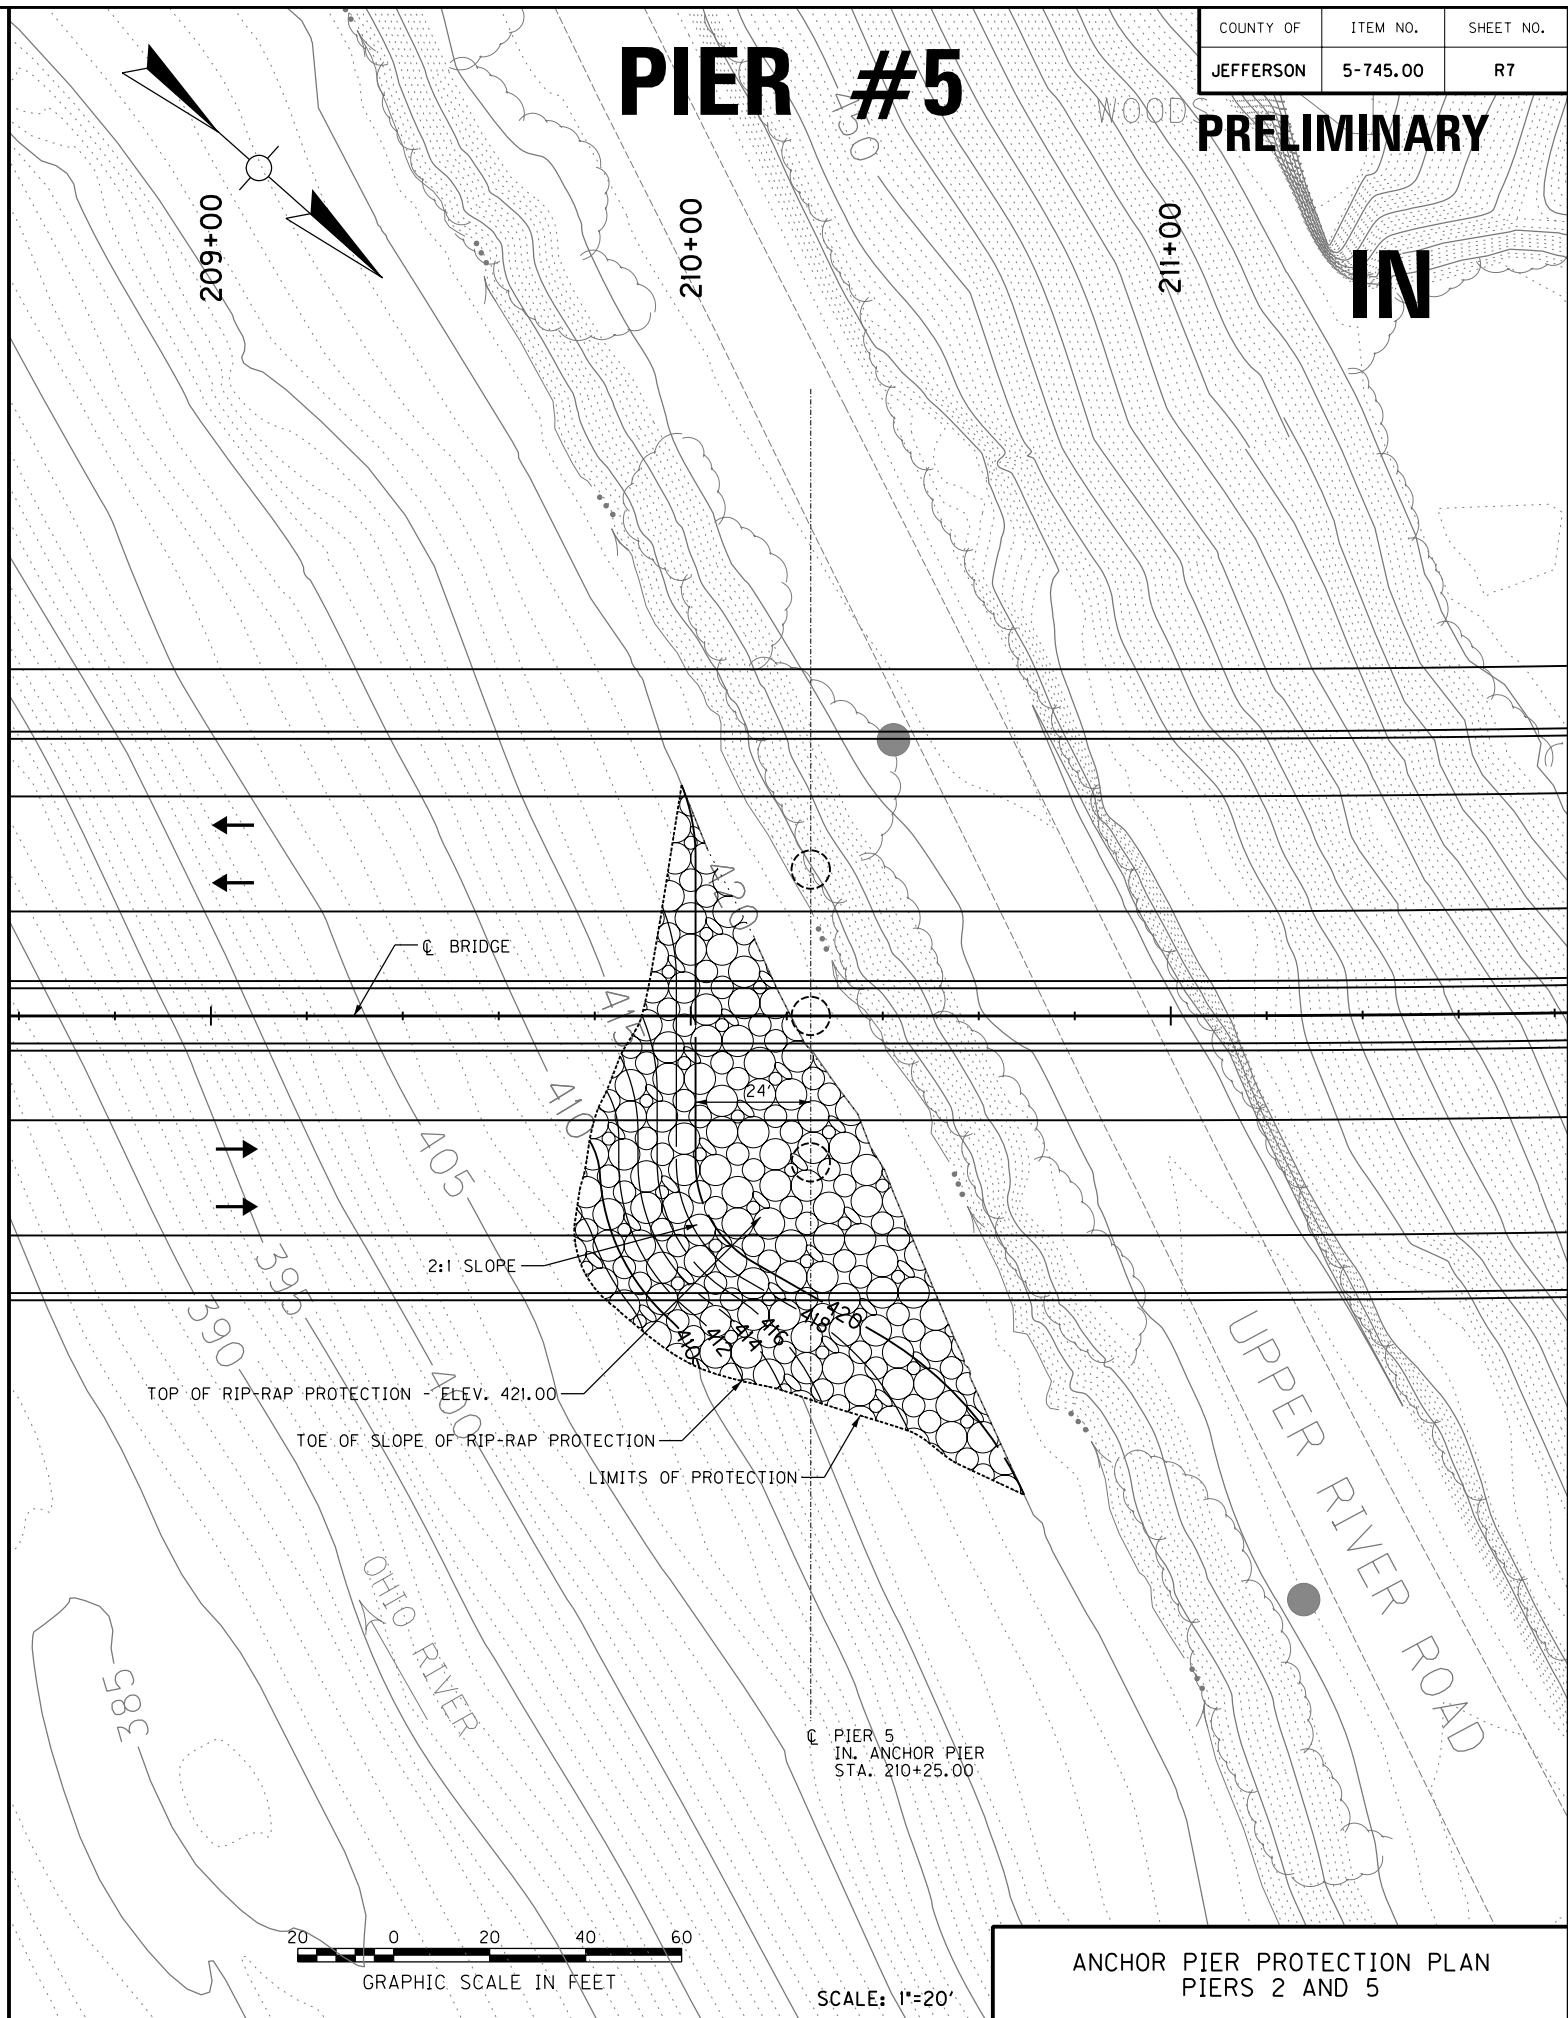 COUNTY OF ITEM NO. SHEET NO.
JEFFERSON 5-745.00 R7
PIER #5
PRELIMINARY
WOODS
430
209+00
210+00
211+00
IN
420
℄ BRIDGE
415
410
24'
405
2:1 SLOPE
395
390
400
410
412
414
416
418
420
TOP OF RIP-RAP PROTECTION - ELEV. 421.00
TOE OF SLOPE OF RIP-RAP PROTECTION
LIMITS OF PROTECTION
UPPER RIVER ROAD
OHIO RIVER
385
℄ PIER 5
IN. ANCHOR PIER
STA. 210+25.00
20 0 20 40 60
GRAPHIC SCALE IN FEET
SCALE: 1"=20'
ANCHOR PIER PROTECTION PLAN
PIERS 2 AND 5